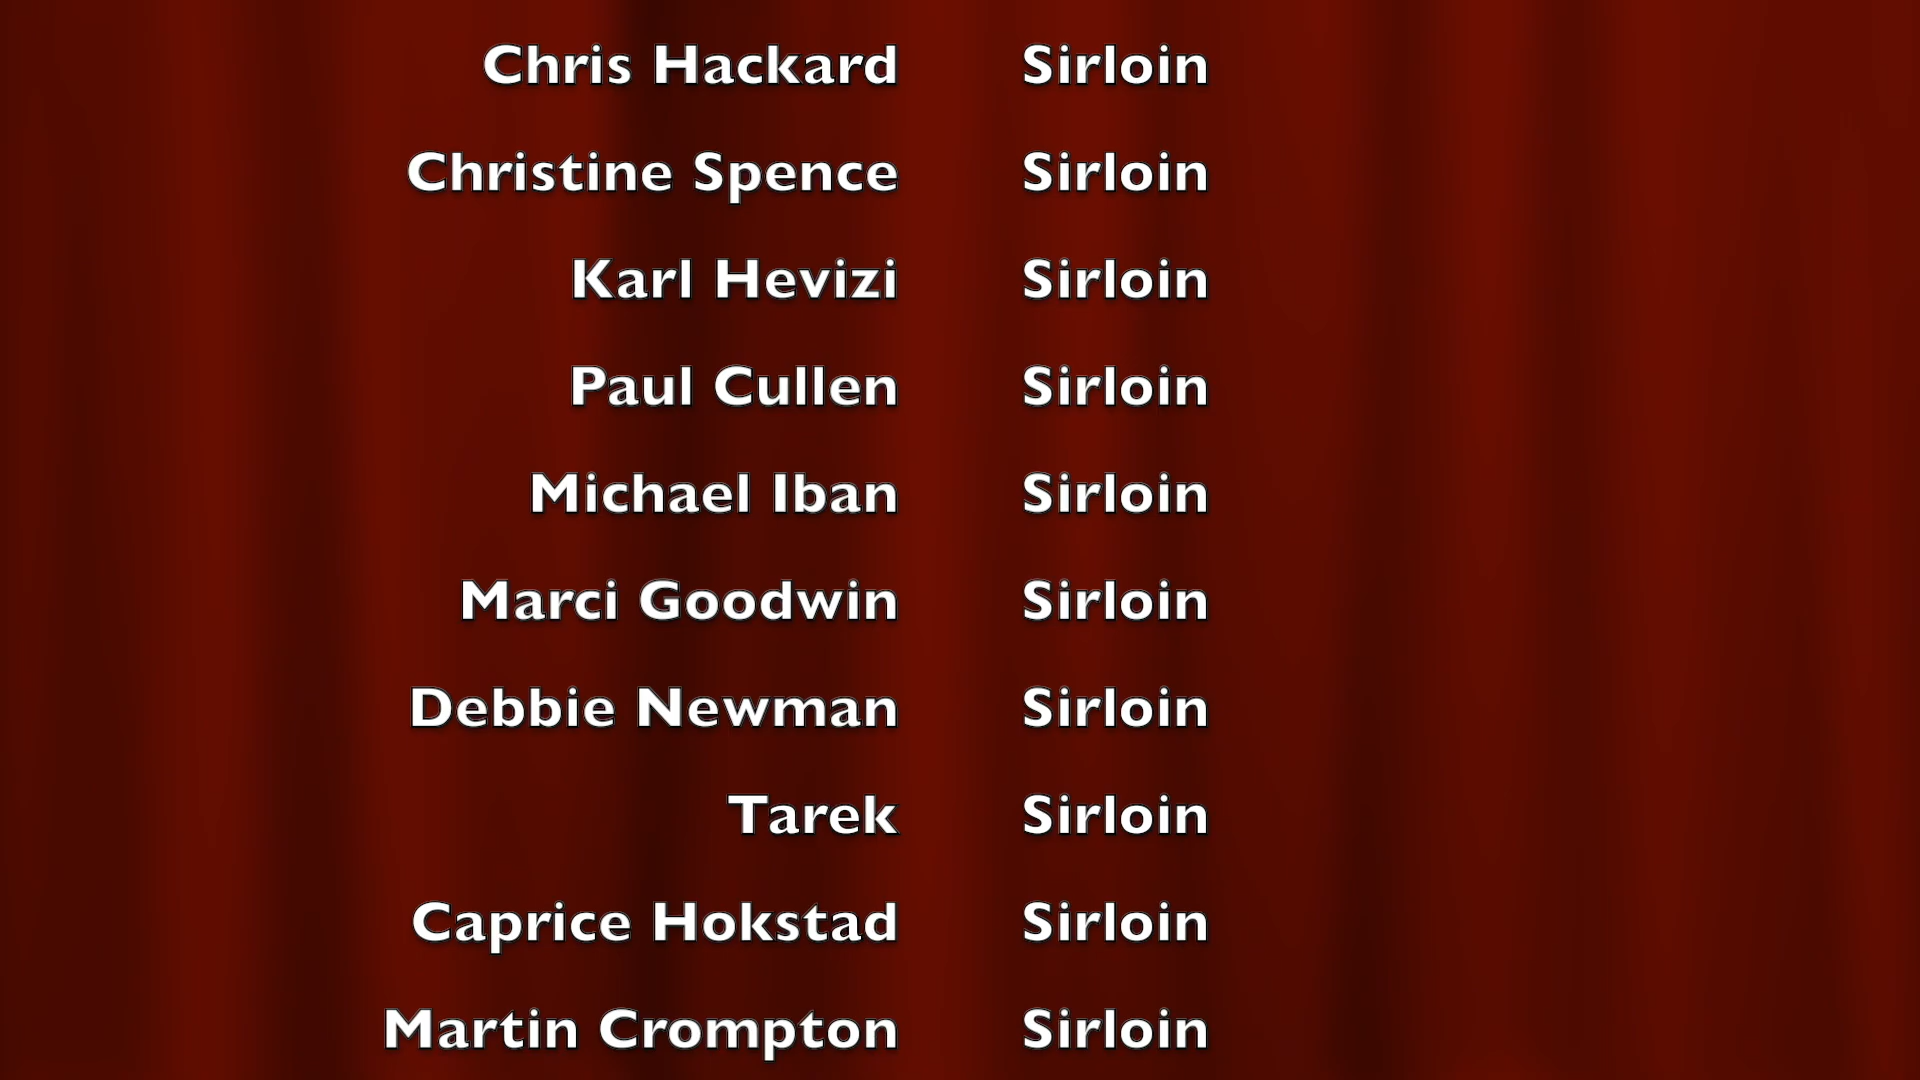 Chris Hackard Sirloin
Christine Spence Sirloin
Karl Hevizi Sirloin
Paul Cullen Sirloin
Michael Iban Sirloin
Marci Goodwin Sirloin
Debbie Newman Sirloin
Tarek Sirloin
Caprice Hokstad Sirloin
Martin Crompton Sirloin